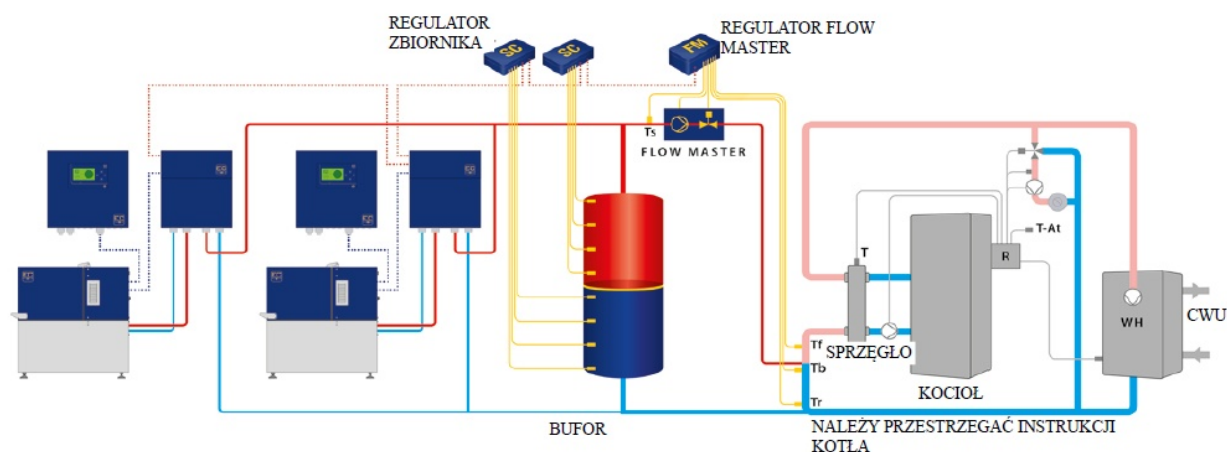 REGULATOR
ZBIORNIKA
REGULATOR FLOW
MASTER
SC
SC
FM
Ts
FLOW MASTER
T
T-At
R
WH
CWU
SPRZĘGŁO
Tf
Tb
KOCIOŁ
Tr
BUFOR
NALEŻY PRZESTRZEGAĆ INSTRUKCJI
KOTŁA